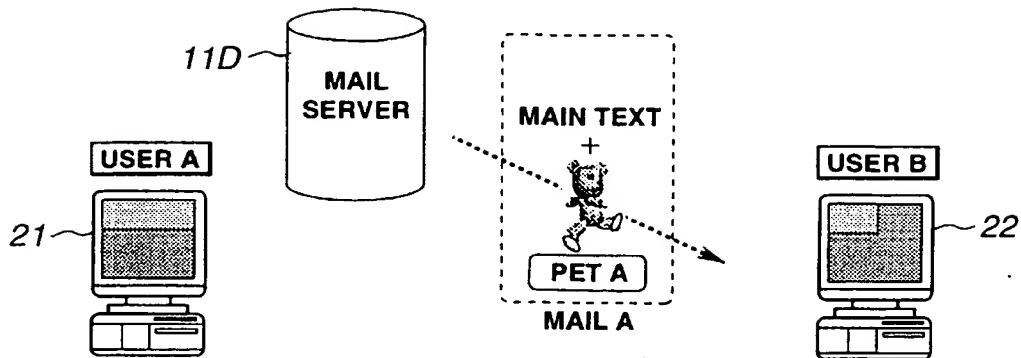 11D
MAIL
SERVER
MAIN TEXT
+
USER A
USER B
21
22
PET A
MAIL A